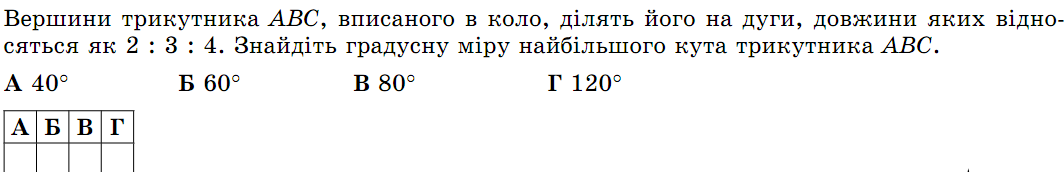 Вершини трикутника ABC, вписаного в коло, ділять його на дуги, довжини яких відно-
сяться як 2 : 3 : 4. Знайдіть градусну міру найбільшого кута трикутника ABC.
А 40° Б 60° В 80° Г 120°
А Б В Г